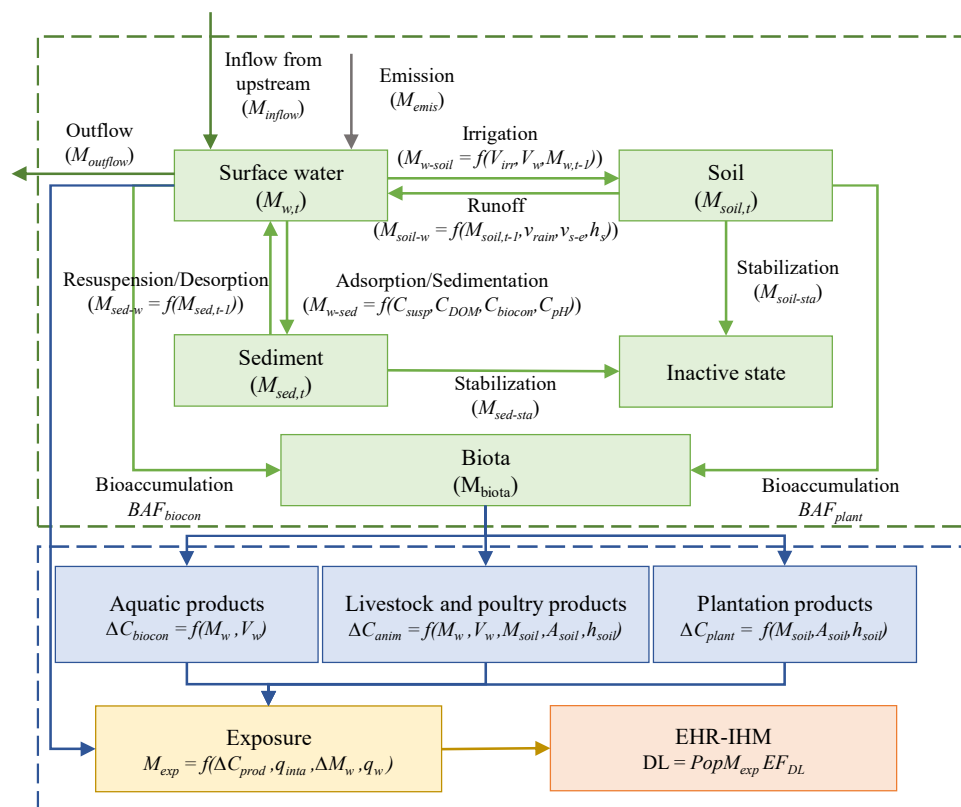 Inflow from
upstream
(M_inflow)
Emission
(M_emis)
Outflow
(M_outflow)
Irrigation
(M_w-soil = f(V_irr, V_w, M_w,t-1))
Surface water
(M_w,t)
Soil
(M_soil,t)
Runoff
(M_soil-w = f(M_soil,t-1, v_rain, v_s-e, h_s))
Resuspension/Desorption
(M_sed-w = f(M_sed,t-1))
Adsorption/Sedimentation
(M_w-sed = f(C_susp, C_DOM, C_biocon, C_pH))
Stabilization
(M_soil-sta)
Sediment
(M_sed,t)
Stabilization
(M_sed-sta)
Inactive state
Biota
(M_biota)
Bioaccumulation
BAF_biocon
Bioaccumulation
BAF_plant
Aquatic products
ΔC_biocon = f(M_w, V_w)
Livestock and poultry products
ΔC_anim = f(M_w, V_w, M_soil, A_soil, h_soil)
Plantation products
ΔC_plant = f(M_soil, A_soil, h_soil)
Exposure
M_exp = f(ΔC_prod, q_inta, ΔM_w, q_w)
EHR-IHM
DL = PopM_exp EF_DL